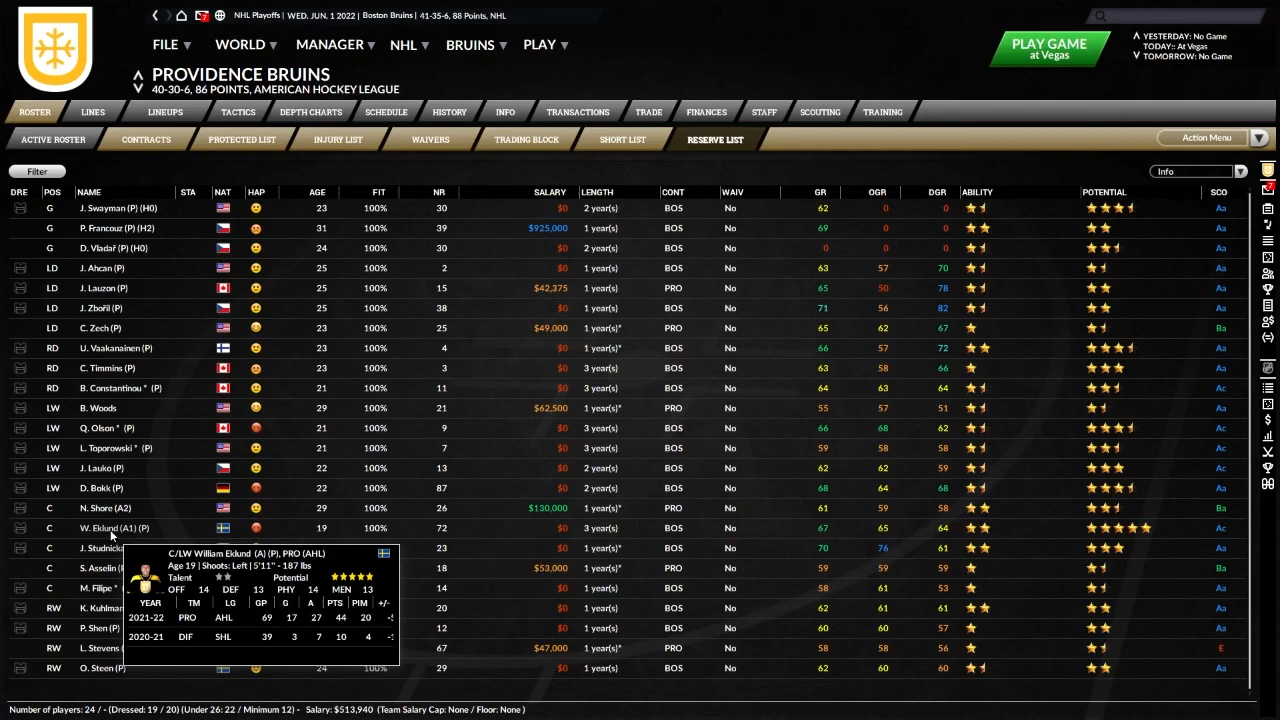 NHL Playoffs | WED. JUN. 1 2022 | Boston Bruins | 41-35-6, 88 Points, NHL
7
FILE WORLD MANAGER NHL BRUINS PLAY
PLAY GAME
at Vegas
YESTERDAY: No Game
TODAY:: At Vegas
TOMORROW: No Game
PROVIDENCE BRUINS
40-30-6, 86 POINTS, AMERICAN HOCKEY LEAGUE
ROSTER LINES LINEUPS TACTICS DEPTH CHARTS SCHEDULE HISTORY INFO TRANSACTIONS TRADE FINANCES STAFF SCOUTING TRAINING
ACTIVE ROSTER CONTRACTS PROTECTED LIST INJURY LIST WAIVERS TRADING BLOCK SHORT LIST RESERVE LIST Action Menu
Filter Info
DRE POS NAME STA NAT HAP AGE FIT NR SALARY LENGTH CONT WAIV GR OGR DGR ABILITY POTENTIAL SCO
G J. Swayman (P) (H0) 23 100% 30 $0 2 year(s) BOS No 62 0 0 Aa
G P. Francouz (P) (H2) 31 100% 39 $925,000 1 year(s) BOS No 69 0 0 Aa
G D. Vladař (P) (H0) 24 100% 30 $0 2 year(s) BOS No 0 0 0 Aa
LD J. Ahcan (P) 25 100% 2 $0 1 year(s) BOS No 63 57 70 Aa
LD J. Lauzon (P) 25 100% 15 $42,375 1 year(s) PRO No 65 50 78 Aa
LD J. Zbořil (P) 25 100% 38 $0 1 year(s) BOS No 71 56 82 Aa
LD C. Zech (P) 23 100% 25 $49,000 1 year(s)* PRO No 65 62 67 Ba
RD U. Vaakanainen (P) 23 100% 4 $0 1 year(s)* BOS No 66 57 72 Aa
RD C. Timmins (P) 23 100% 3 $0 3 year(s) BOS No 63 58 66 Aa
RD B. Constantinou * (P) 21 100% 11 $0 3 year(s) BOS No 64 63 64 Ac
LW B. Woods 29 100% 21 $62,500 1 year(s)* PRO No 55 57 51 Aa
LW Q. Olson * (P) 21 100% 9 $0 3 year(s) BOS No 66 68 62 Ac
LW L. Toporowski * (P) 21 100% 7 $0 3 year(s) BOS No 59 58 58 Ac
LW J. Lauko (P) 22 100% 13 $0 2 year(s) BOS No 62 62 59 Ac
LW D. Bokk (P) 22 100% 87 $0 2 year(s) BOS No 68 64 68 Aa
C N. Shore (A2) 29 100% 26 $130,000 1 year(s) PRO No 61 59 58 Ba
C W. Eklund (A1) (P) 19 100% 72 $0 3 year(s) BOS No 67 65 64 Ac
C J. Studnicka 23 $0 2 year(s) BOS No 70 76 61 Aa
C S. Asselin ( 18 $53,000 1 year(s)* PRO No 59 59 59 Ba
C M. Filipe * 14 $0 2 year(s) BOS No 58 61 53 Aa
RW K. Kuhlman 20 $0 1 year(s)* BOS No 62 61 61 Aa
RW P. Shen (P) 12 $0 2 year(s) BOS No 60 60 57 Aa
RW L. Stevens ( 67 $47,000 1 year(s)* PRO No 58 58 56 E
RW O. Steen (P) 24 100% 29 $0 1 year(s)* BOS No 62 60 60 Aa
C/LW William Eklund (A) (P), PRO (AHL)
Age 19 | Shoots: Left | 5'11" - 187 lbs
Talent Potential
OFF 14 DEF 13 PHY 14 MEN 13
YEAR TM LG GP G A PTS PIM +/-
2021-22 PRO AHL 69 17 27 44 20
2020-21 DIF SHL 39 3 7 10 4
Number of players: 24 / - (Dressed: 19 / 20) (Under 26: 22 / Minimum 12) - Salary: $513,940 (Team Salary Cap: None / Floor: None )